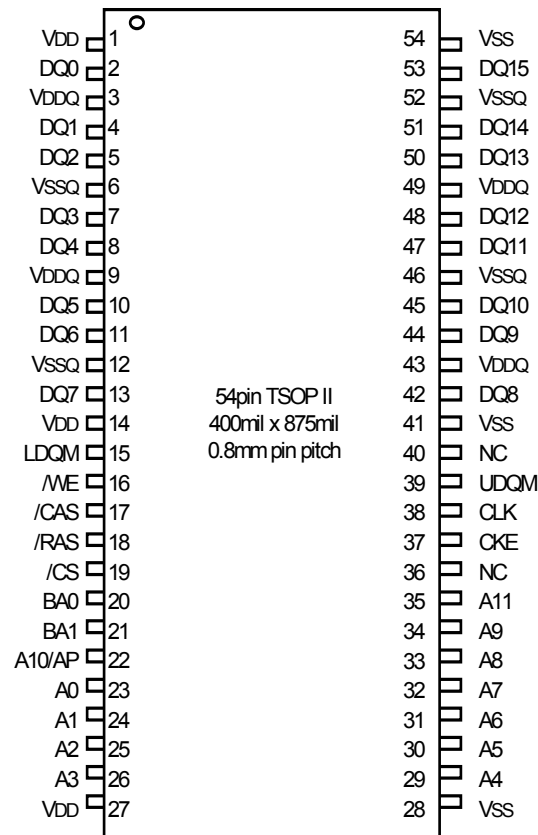 VDD 1 54 VSS
DQ0 2 53 DQ15
VDDQ 3 52 VSSQ
DQ1 4 51 DQ14
DQ2 5 50 DQ13
VSSQ 6 49 VDDQ
DQ3 7 48 DQ12
DQ4 8 47 DQ11
VDDQ 9 46 VSSQ
DQ5 10 45 DQ10
DQ6 11 44 DQ9
VSSQ 12 43 VDDQ
DQ7 13 54pin TSOP II 42 DQ8
VDD 14 400mil x 875mil 41 VSS
LDQM 15 0.8mm pin pitch 40 NC
/WE 16 39 UDQM
/CAS 17 38 CLK
/RAS 18 37 CKE
/CS 19 36 NC
BA0 20 35 A11
BA1 21 34 A9
A10/AP 22 33 A8
A0 23 32 A7
A1 24 31 A6
A2 25 30 A5
A3 26 29 A4
VDD 27 28 VSS